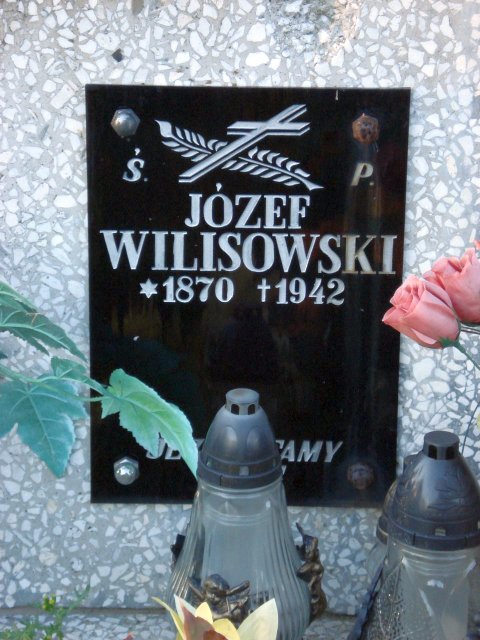 Ś. P.
JÓZEF
WILISOWSKI
*1870 †1942